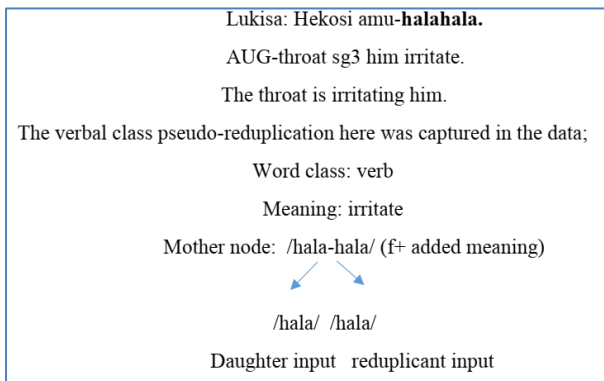 Lukisa: Hekosi amu-halahala.
AUG-throat sg3 him irritate.
The throat is irritating him.
The verbal class pseudo-reduplication here was captured in the data;
Word class: verb
Meaning: irritate
Mother node: /hala-hala/ (f+ added meaning)
/hala/ /hala/
Daughter input reduplicant input